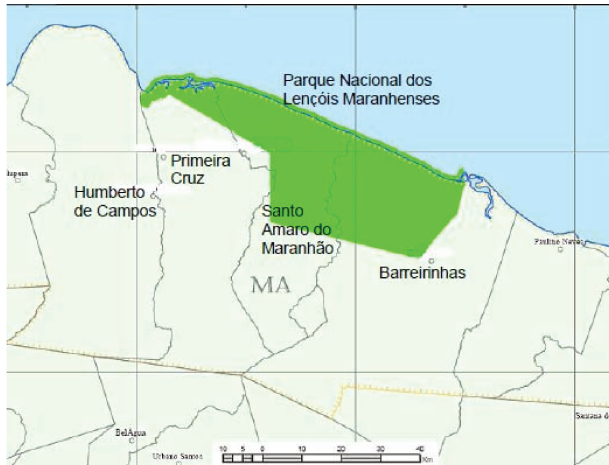 Parque Nacional dos
Lençóis Maranhenses
Primeira
Cruz
Humberto
de Campos
Santo
Amaro do
Maranhão
Paulino Neves
Barreirinhas
MA
Belágua
Urbano Santos
10 5 0 10 20 30 40
Km